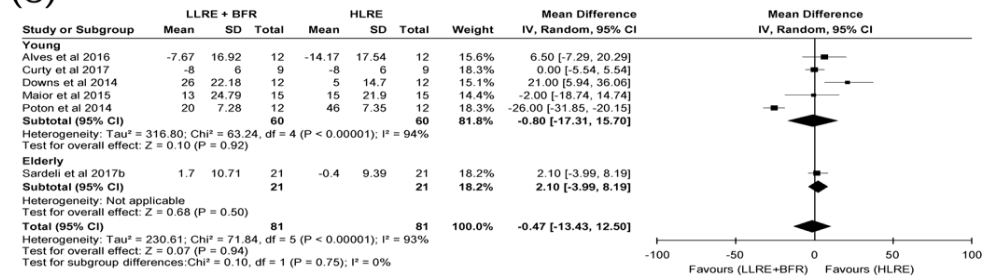 LLRE + BFR HLRE Mean Difference Mean Difference
Study or Subgroup Mean SD Total Mean SD Total Weight IV, Random, 95% CI IV, Random, 95% CI
Young
Alves et al 2016 -7.67 16.92 12 -14.17 17.54 12 15.6% 6.50 [-7.29, 20.29]
Curty et al 2017 -8 6 9 -8 6 9 18.3% 0.00 [-5.54, 5.54]
Downs et al 2014 26 22.18 12 5 14.7 12 15.1% 21.00 [5.94, 36.06]
Maior et al 2015 13 24.79 15 15 21.9 15 14.4% -2.00 [-18.74, 14.74]
Poton et al 2014 20 7.28 12 46 7.35 12 18.3% -26.00 [-31.85, -20.15]
Subtotal (95% CI) 60 60 81.8% -0.80 [-17.31, 15.70]
Heterogeneity: Tau² = 316.80; Chi² = 63.24, df = 4 (P < 0.00001); I² = 94%
Test for overall effect: Z = 0.10 (P = 0.92)
Elderly
Sardeli et al 2017b 1.7 10.71 21 -0.4 9.39 21 18.2% 2.10 [-3.99, 8.19]
Subtotal (95% CI) 21 21 18.2% 2.10 [-3.99, 8.19]
Heterogeneity: Not applicable
Test for overall effect: Z = 0.68 (P = 0.50)
Total (95% CI) 81 81 100.0% -0.47 [-13.43, 12.50]
Heterogeneity: Tau² = 230.61; Chi² = 71.84, df = 5 (P < 0.00001); I² = 93%
Test for overall effect: Z = 0.07 (P = 0.94)
Test for subgroup differences:Chi² = 0.10, df = 1 (P = 0.75); I² = 0%
-100 -50 0 50 100
Favours (LLRE+BFR) Favours (HLRE)